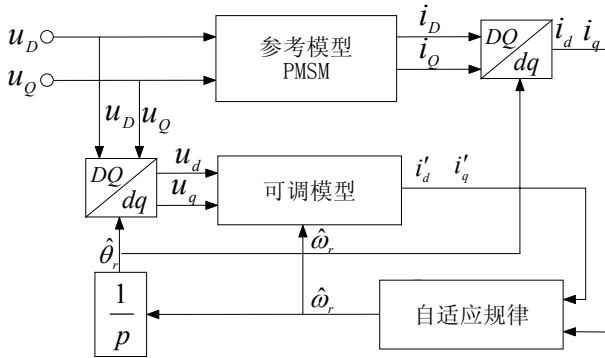 u_D
u_Q
参考模型
PMSM
i_D
i_Q
DQ
dq
i_d i_q
u_D u_Q
DQ
dq
u_d
u_q
可调模型
i'_d i'_q
θ̂_r
ω̂_r
1/p
ω̂_r
自适应规律